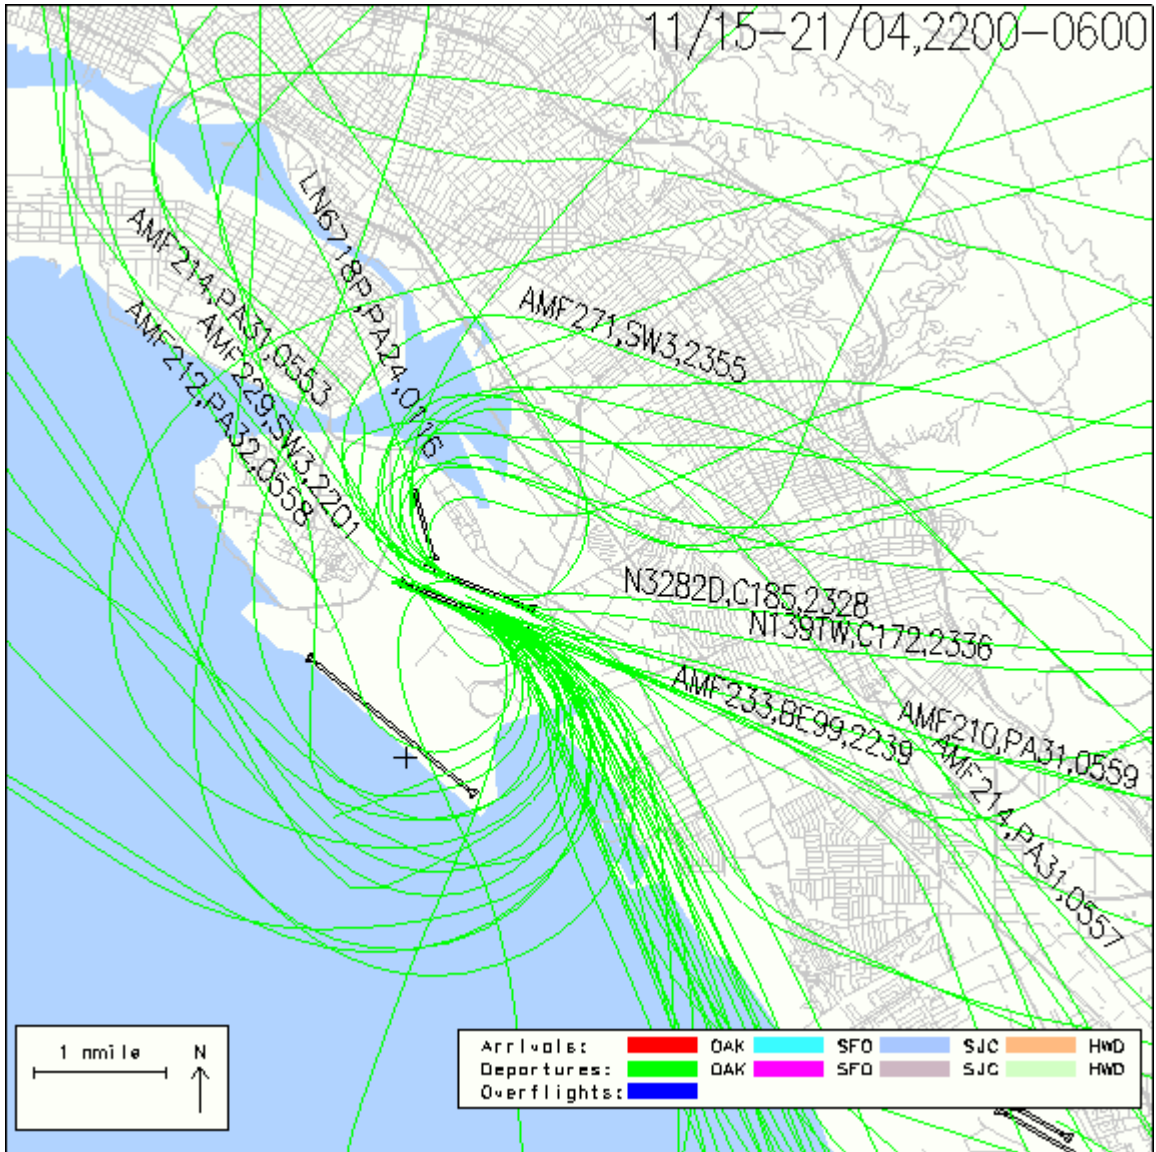 11/15-21/04,2200-0600
LN6718P,PA24,0116
AMF214,PA31,0553
AMF229,SW3,2201
AMF212,PA32,0558
AMF271,SW3,2355
N3282D,C185,2328
N139TW,C172,2336
AMF233,BE99,2239
AMF210,PA31,0559
AMF214,PA31,0557
1 nmile N
Arrivals: OAK SFO SJC HWD
Departures: OAK SFO SJC HWD
Overflights: